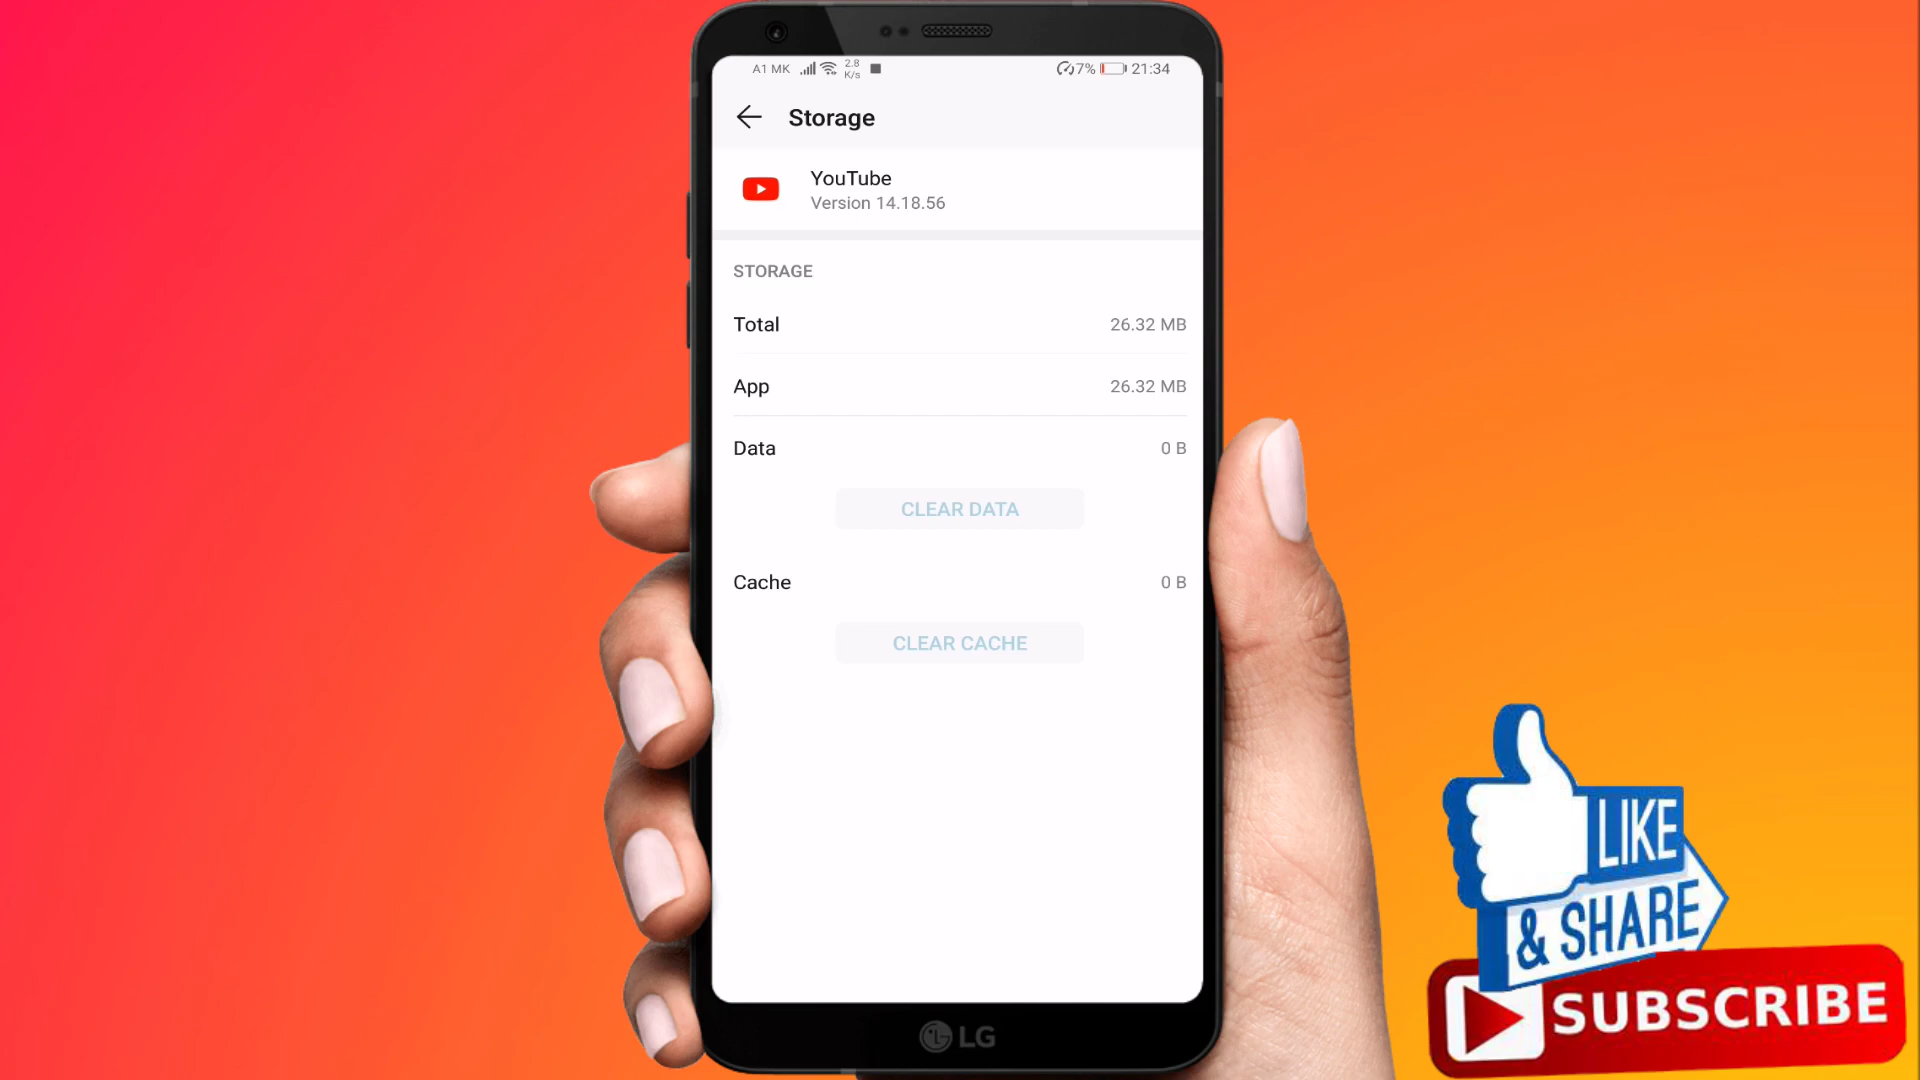 A1 MK 2.8 K/s 7% 21:34
Storage
YouTube
Version 14.18.56
STORAGE
Total 26.32 MB
App 26.32 MB
Data 0 B
CLEAR DATA
Cache 0 B
CLEAR CACHE
LG
LIKE
& SHARE
SUBSCRIBE